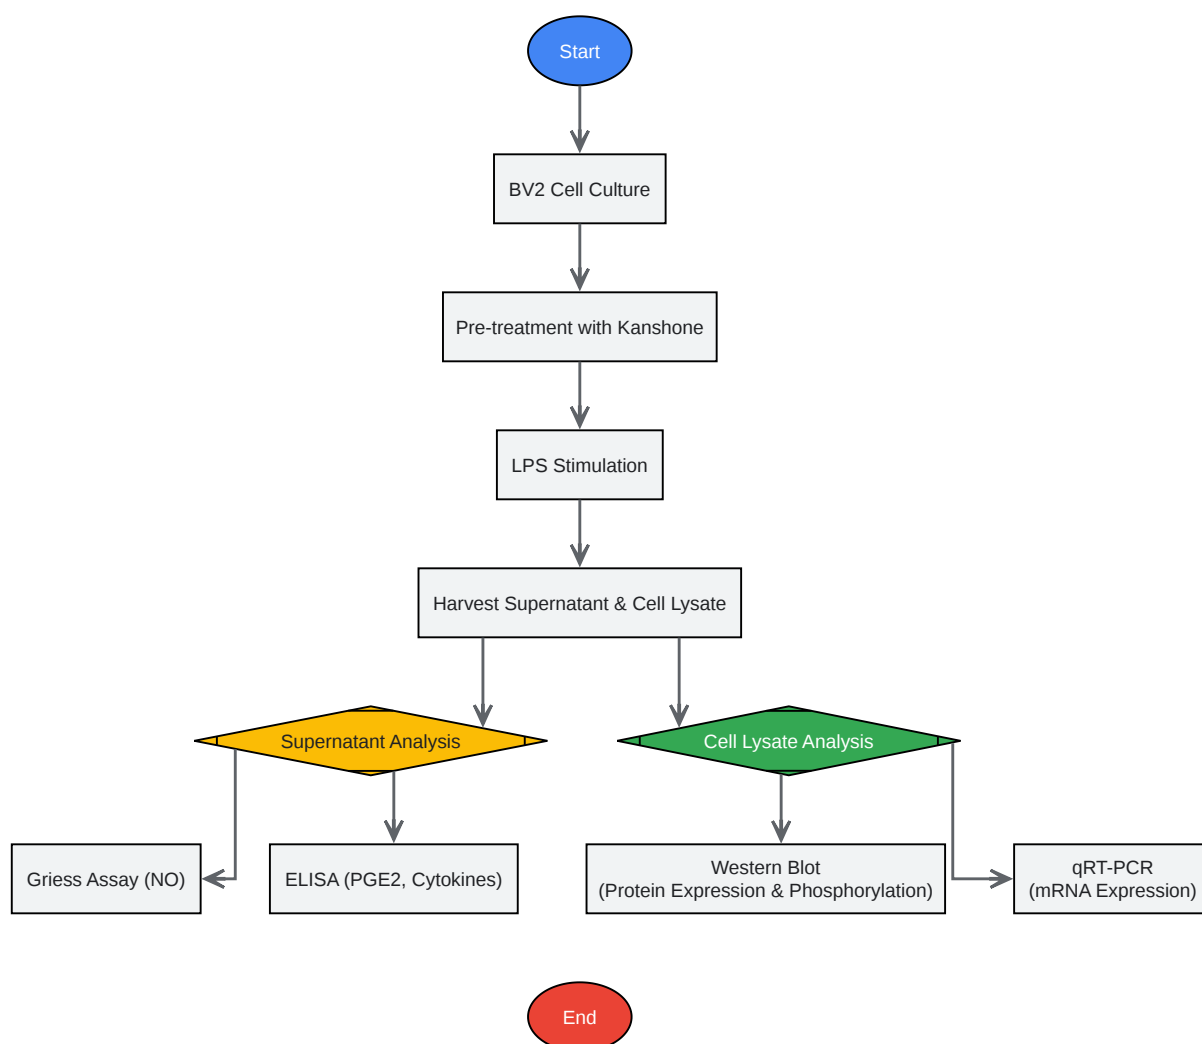 Start
BV2 Cell Culture
Pre-treatment with Kanshone
LPS Stimulation
Harvest Supernatant & Cell Lysate
Supernatant Analysis
Cell Lysate Analysis
Griess Assay (NO)
ELISA (PGE2, Cytokines)
Western Blot
(Protein Expression & Phosphorylation)
qRT-PCR
(mRNA Expression)
End